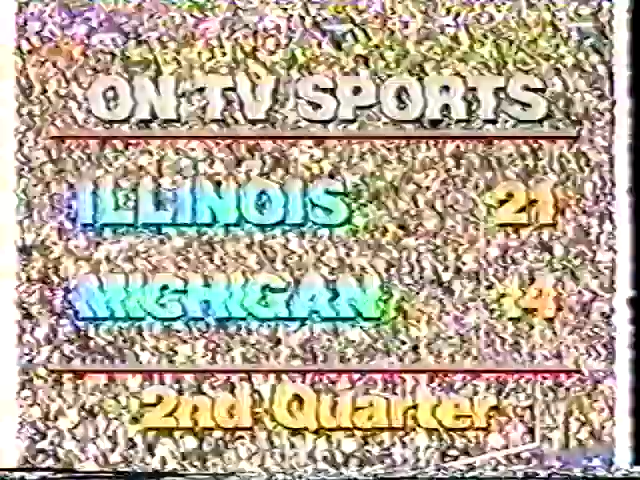 ON TV SPORTS
ILLINOIS 21
MICHIGAN 14
2nd Quarter